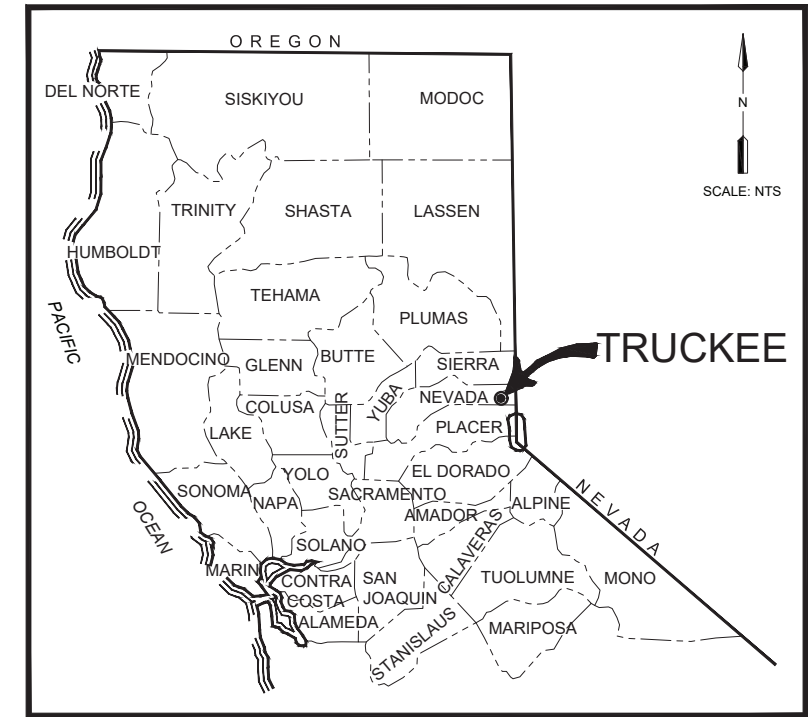 OREGON
DEL NORTE
SISKIYOU
MODOC
N
SCALE: NTS
TRINITY
SHASTA
LASSEN
HUMBOLDT
TEHAMA
PLUMAS
PACIFIC
TRUCKEE
MENDOCINO
GLENN
BUTTE
SIERRA
NEVADA
COLUSA
SUTTER
YUBA
PLACER
LAKE
YOLO
EL DORADO
SONOMA
NAPA
SACRAMENTO
ALPINE
NEVADA
AMADOR
OCEAN
SOLANO
CALAVERAS
MARIN
CONTRA
COSTA
SAN
JOAQUIN
TUOLUMNE
MONO
ALAMEDA
STANISLAUS
MARIPOSA